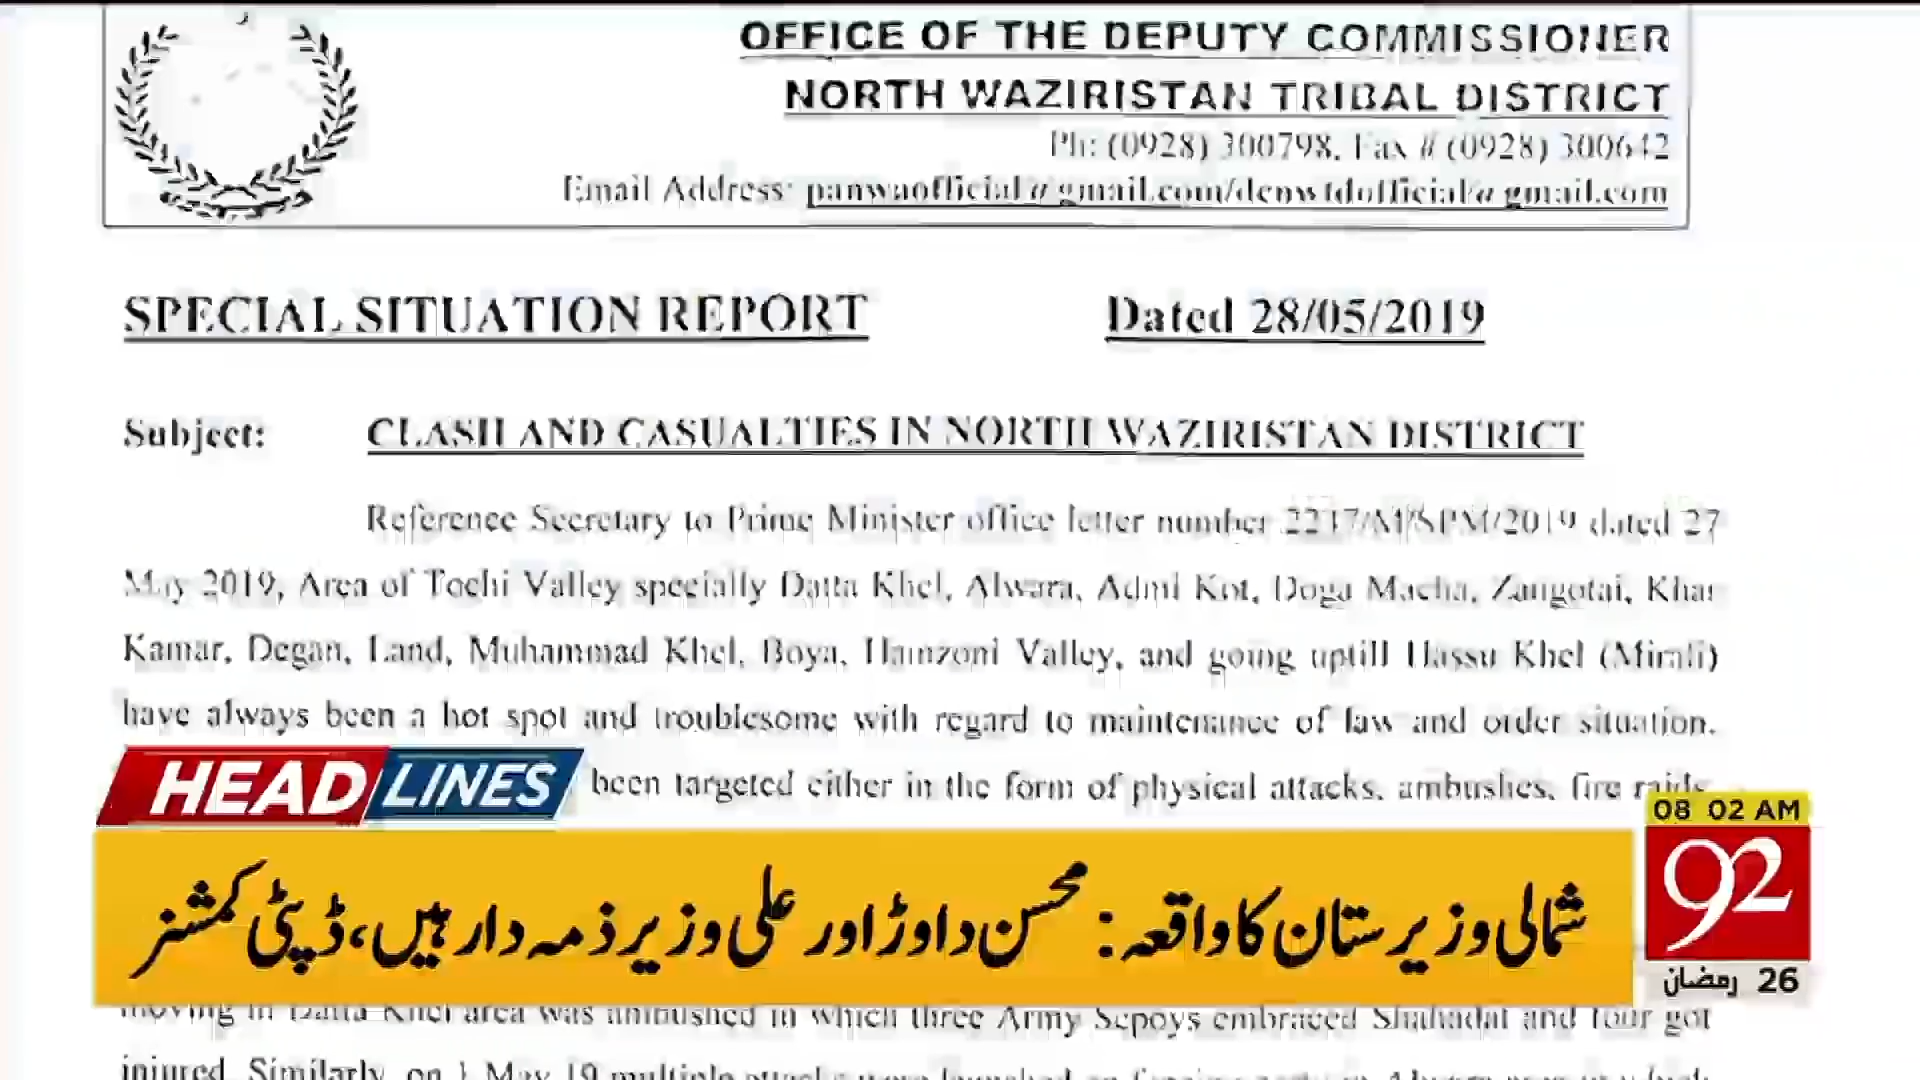 OFFICE OF THE DEPUTY COMMISSIONER
NORTH WAZIRISTAN TRIBAL DISTRICT
Ph: (0928) 300798, Fax # (0928) 300642
Email Address:
SPECIAL SITUATION REPORT
Dated 28/05/2019
Subject:
CLASH AND CASUALTIES IN NORTH WAZIRISTAN DISTRICT
Reference Secretary to Prime Minister office letter number dated 27
May 2019, Area of Tochi Valley specially Datta Khel, Alwara, Admi Kot, Doga Macha, Zangotai, Khar
Kamar, Degan, Land, Muhammad Khel, Boya, Hamzoni Valley, and going uptill Hassu Khel (Mirali)
have always been a hot spot and troublesome with regard to maintenance of law and order situation.
been targeted either in the form of physical attacks, ambushes, fire raids
HEADLINES
08 02 AM
92
شمالی وزیرستان کا واقعہ: محسن داوڑ اور علی وزیر ذمہ دار ہیں، ڈپٹی کمشنر
26 رمضان
moving in Datta Khel area was ambushed in which three Army Sepoys embraced Shahadat and four got
injured. Similarly, on 1 May 19 multiple attacks were launched on